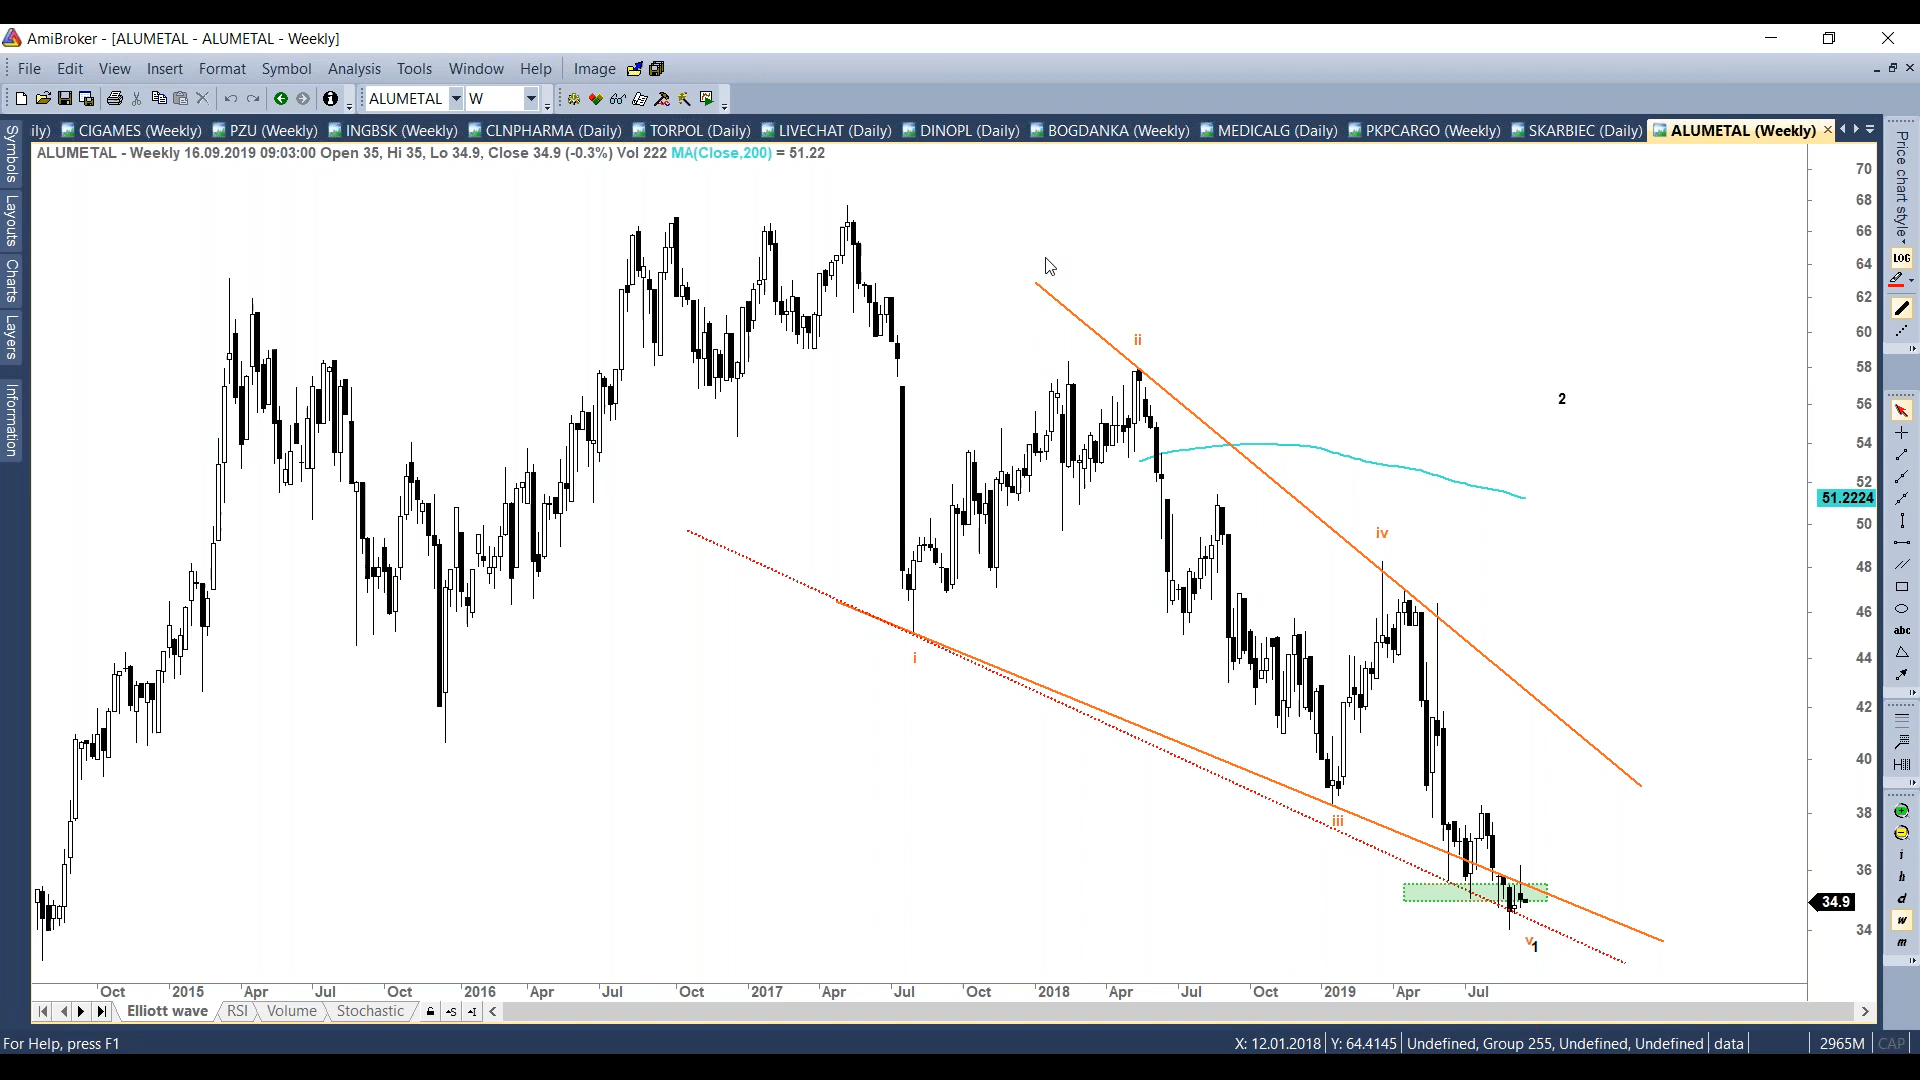 AmiBroker - [ALUMETAL - ALUMETAL - Weekly]
File Edit View Insert Format Symbol Analysis Tools Window Help Image
ALUMETAL W
ily) CIGAMES (Weekly) PZU (Weekly) INGBSK (Weekly) CLNPHARMA (Daily) TORPOL (Daily) LIVECHAT (Daily) DINOPL (Daily) BOGDANKA (Weekly) MEDICALG (Daily) PKPCARGO (Weekly) SKARBIEC (Daily) ALUMETAL (Weekly)
ALUMETAL - Weekly 16.09.2019 09:03:00 Open 35, Hi 35, Lo 34.9, Close 34.9 (-0.3%) Vol 222 MA(Close,200) = 51.22
Symbols
Layouts
Charts
Layers
Information
70
68
66
64
62
60
58
56
54
52
51.2224
50
48
46
44
42
40
38
36
34.9
34
ii
2
iv
i
iii
v
1
Price chart style
LOG
abc
i
h
d
w
m
Oct 2015 Apr Jul Oct 2016 Apr Jul Oct 2017 Apr Jul Oct 2018 Apr Jul Oct 2019 Apr Jul
Elliott wave RSI Volume Stochastic
For Help, press F1
X: 12.01.2018 Y: 64.4145 Undefined, Group 255, Undefined, Undefined data 2965M CAP